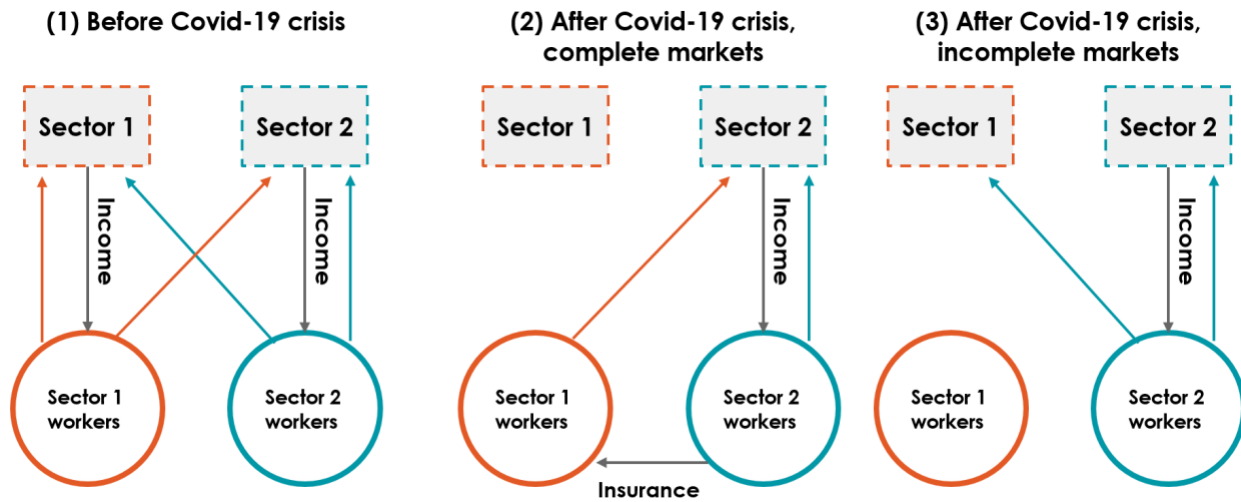 (1) Before Covid-19 crisis
Sector 1
Sector 2
Income
Income
Sector 1
workers
Sector 2
workers
(2) After Covid-19 crisis,
complete markets
Sector 1
Sector 2
Income
Sector 1
workers
Sector 2
workers
Insurance
(3) After Covid-19 crisis,
incomplete markets
Sector 1
Sector 2
Income
Sector 1
workers
Sector 2
workers